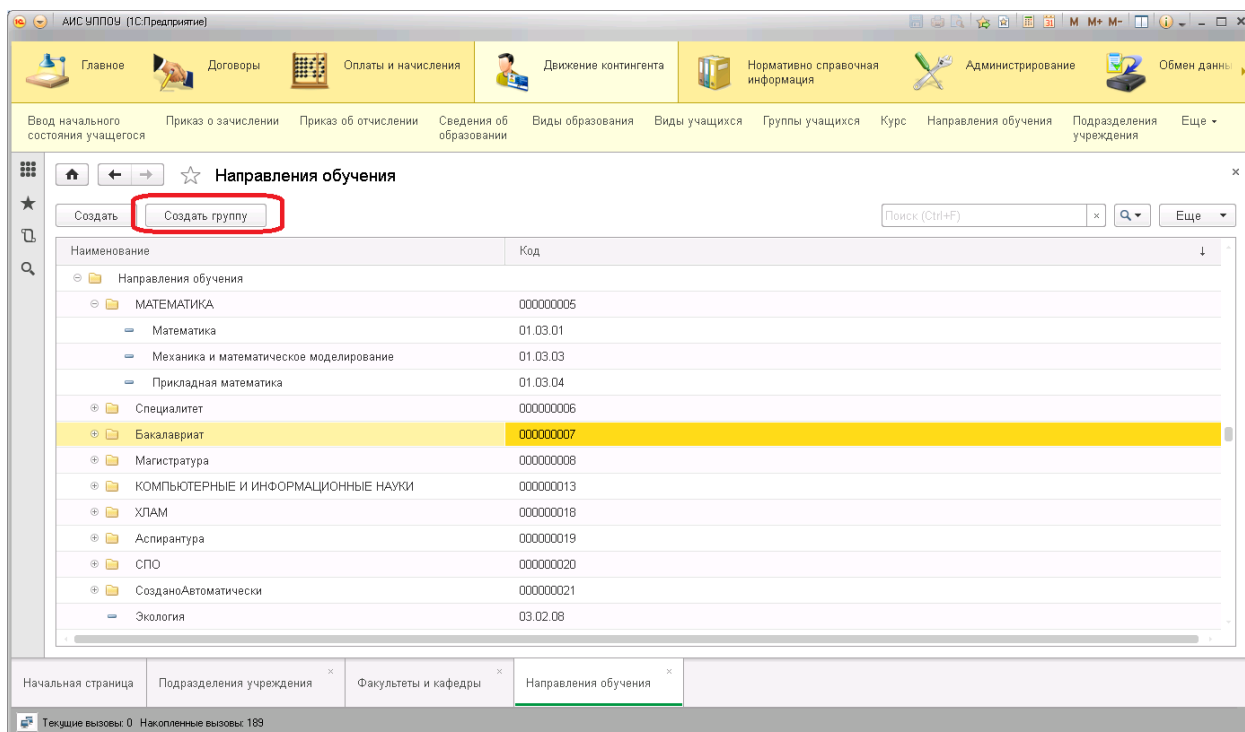 АИС УППОУ (1С:Предприятие)
M M+ M-
Главное
Договоры
Оплаты и начисления
Движение контингента
Нормативно справочная
информация
Администрирование
Обмен данны
Ввод начального
состояния учащегося
Приказ о зачислении
Приказ об отчислении
Сведения об
образовании
Виды образования
Виды учащихся
Группы учащихся
Курс
Направления обучения
Подразделения
учреждения
Еще
Направления обучения
Создать
Создать группу
Поиск (Ctrl+F)
Еще
Наименование Код
Направления обучения
МАТЕМАТИКА 000000005
Математика 01.03.01
Механика и математическое моделирование 01.03.03
Прикладная математика 01.03.04
Специалитет 000000006
Бакалавриат 000000007
Магистратура 000000008
КОМПЬЮТЕРНЫЕ И ИНФОРМАЦИОННЫЕ НАУКИ 000000013
ХЛАМ 000000018
Аспирантура 000000019
СПО 000000020
СозданоАвтоматически 000000021
Экология 03.02.08
Начальная страница
Подразделения учреждения
Факультеты и кафедры
Направления обучения
Текущие вызовы: 0 Накопленные вызовы: 189